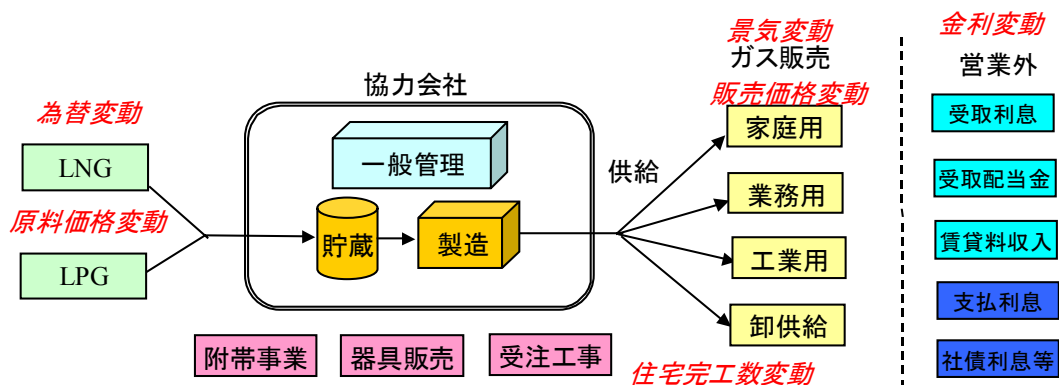 為替変動
LNG
原料価格変動
LPG
協力会社
一般管理
貯蔵
製造
附帯事業
器具販売
受注工事
供給
景気変動
ガス販売
販売価格変動
家庭用
業務用
工業用
卸供給
住宅完工数変動
金利変動
営業外
受取利息
受取配当金
賃貸料収入
支払利息
社債利息等